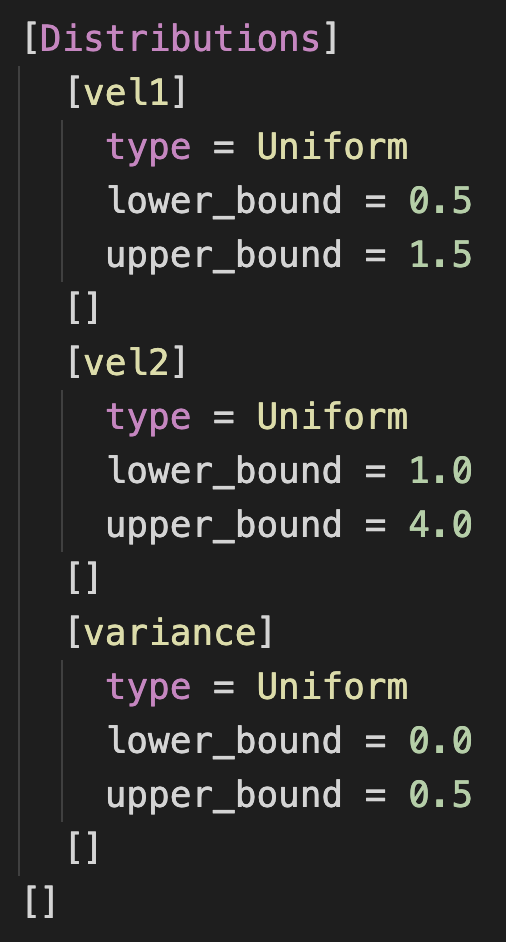 [Distributions]
[vel1]
type = Uniform
lower_bound = 0.5
upper_bound = 1.5
[]
[vel2]
type = Uniform
lower_bound = 1.0
upper_bound = 4.0
[]
[variance]
type = Uniform
lower_bound = 0.0
upper_bound = 0.5
[]
[]